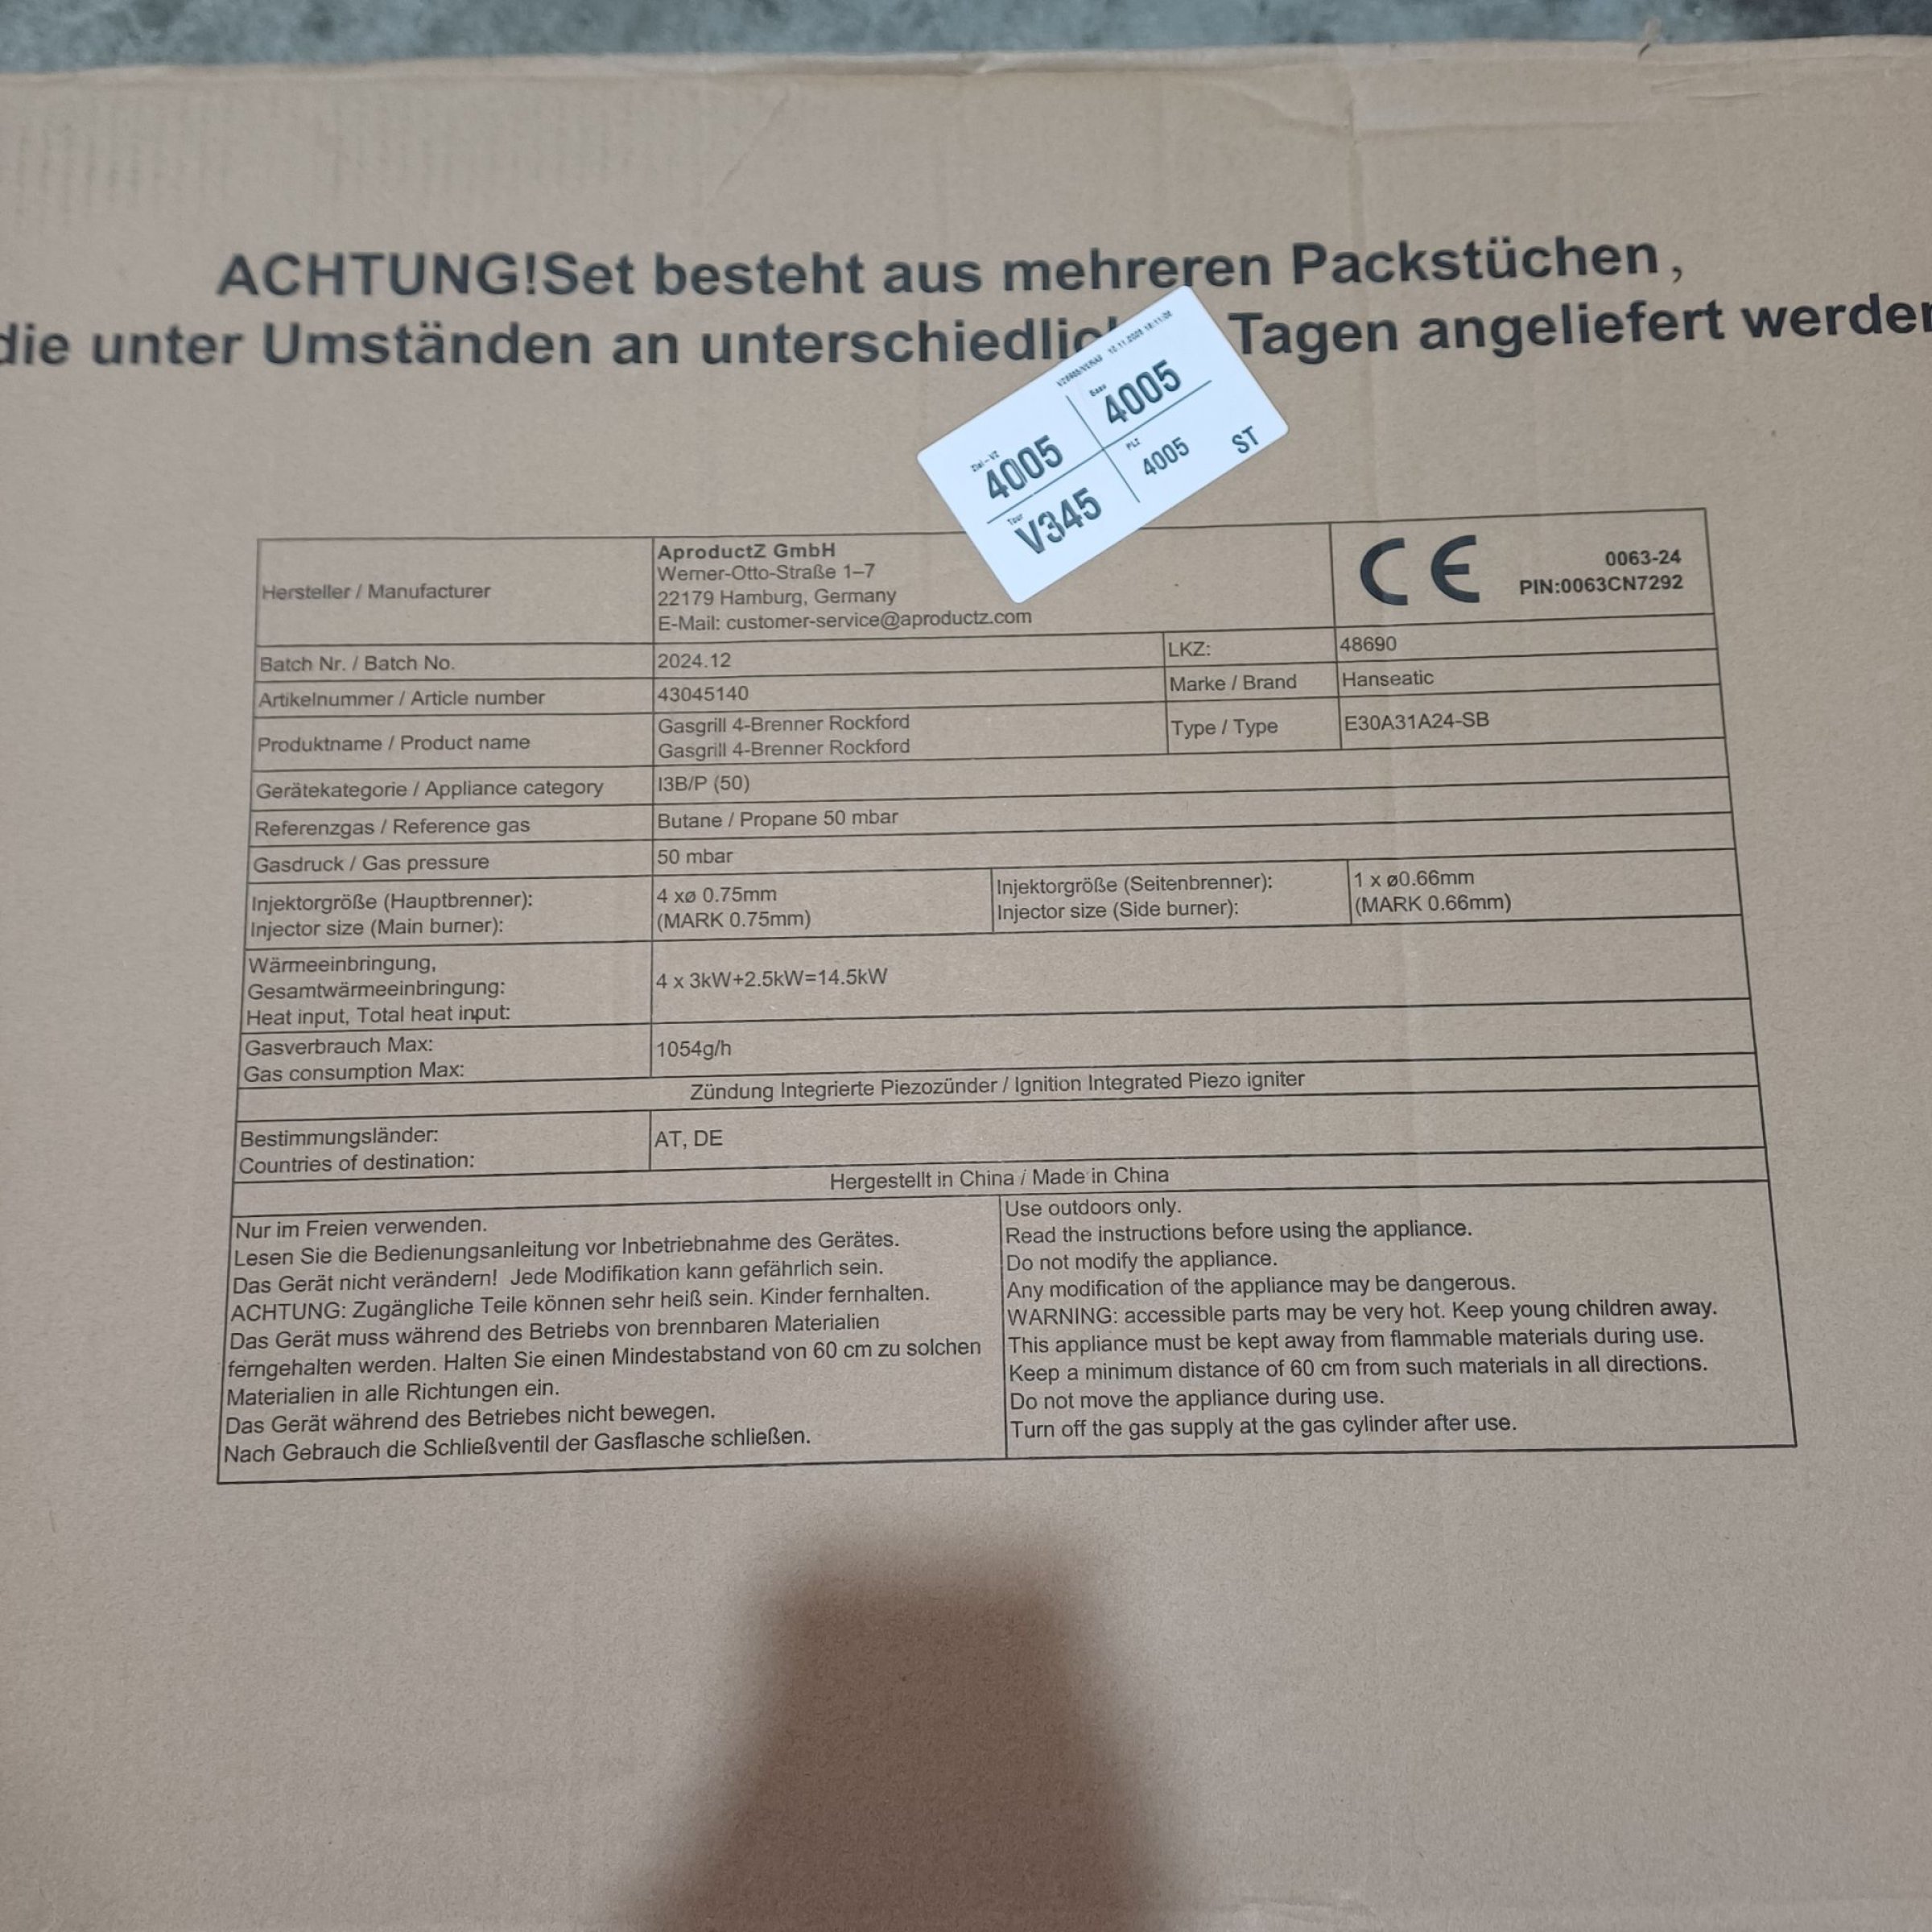 ACHTUNG!Set besteht aus mehreren Packstüchen,
die unter Umständen an Tagen angeliefert
Ziel-VZ
4005
4005
Tour
V345
PLZ
4005
ST
Hersteller / Manufacturer
AproductZ GmbH
Werner-Otto-Straße 1–7
22179 Hamburg, Germany
E-Mail: customer-service@aproductz.com
CE
0063-24
PIN:0063CN7292
Batch Nr. / Batch No.
2024.12
LKZ:
48690
Artikelnummer / Article number
43045140
Marke / Brand
Hanseatic
Produktname / Product name
Gasgrill 4-Brenner Rockford
Gasgrill 4-Brenner Rockford
Type / Type
E30A31A24-SB
Gerätekategorie / Appliance category
I3B/P (50)
Referenzgas / Reference gas
Butane / Propane 50 mbar
Gasdruck / Gas pressure
50 mbar
Injektorgröße (Hauptbrenner):
Injector size (Main burner):
4 xø 0.75mm
(MARK 0.75mm)
Injektorgröße (Seitenbrenner):
Injector size (Side burner):
1 x ø0.66mm
(MARK 0.66mm)
Wärmeeinbringung,
Gesamtwärmeeinbringung:
Heat input, Total heat input:
4 x 3kW+2.5kW=14.5kW
Gasverbrauch Max:
Gas consumption Max:
1054g/h
Zündung Integrierte Piezozünder / Ignition Integrated Piezo igniter
Bestimmungsländer:
Countries of destination:
AT, DE
Hergestellt in China / Made in China
Nur im Freien verwenden.
Lesen Sie die Bedienungsanleitung vor Inbetriebnahme des Gerätes.
Das Gerät nicht verändern! Jede Modifikation kann gefährlich sein.
ACHTUNG: Zugängliche Teile können sehr heiß sein. Kinder fernhalten.
Das Gerät muss während des Betriebs von brennbaren Materialien
ferngehalten werden. Halten Sie einen Mindestabstand von 60 cm zu solchen
Materialien in alle Richtungen ein.
Das Gerät während des Betriebes nicht bewegen.
Nach Gebrauch die Schließventil der Gasflasche schließen.
Use outdoors only.
Read the instructions before using the appliance.
Do not modify the appliance.
Any modification of the appliance may be dangerous.
WARNING: accessible parts may be very hot. Keep young children away.
This appliance must be kept away from flammable materials during use.
Keep a minimum distance of 60 cm from such materials in all directions.
Do not move the appliance during use.
Turn off the gas supply at the gas cylinder after use.